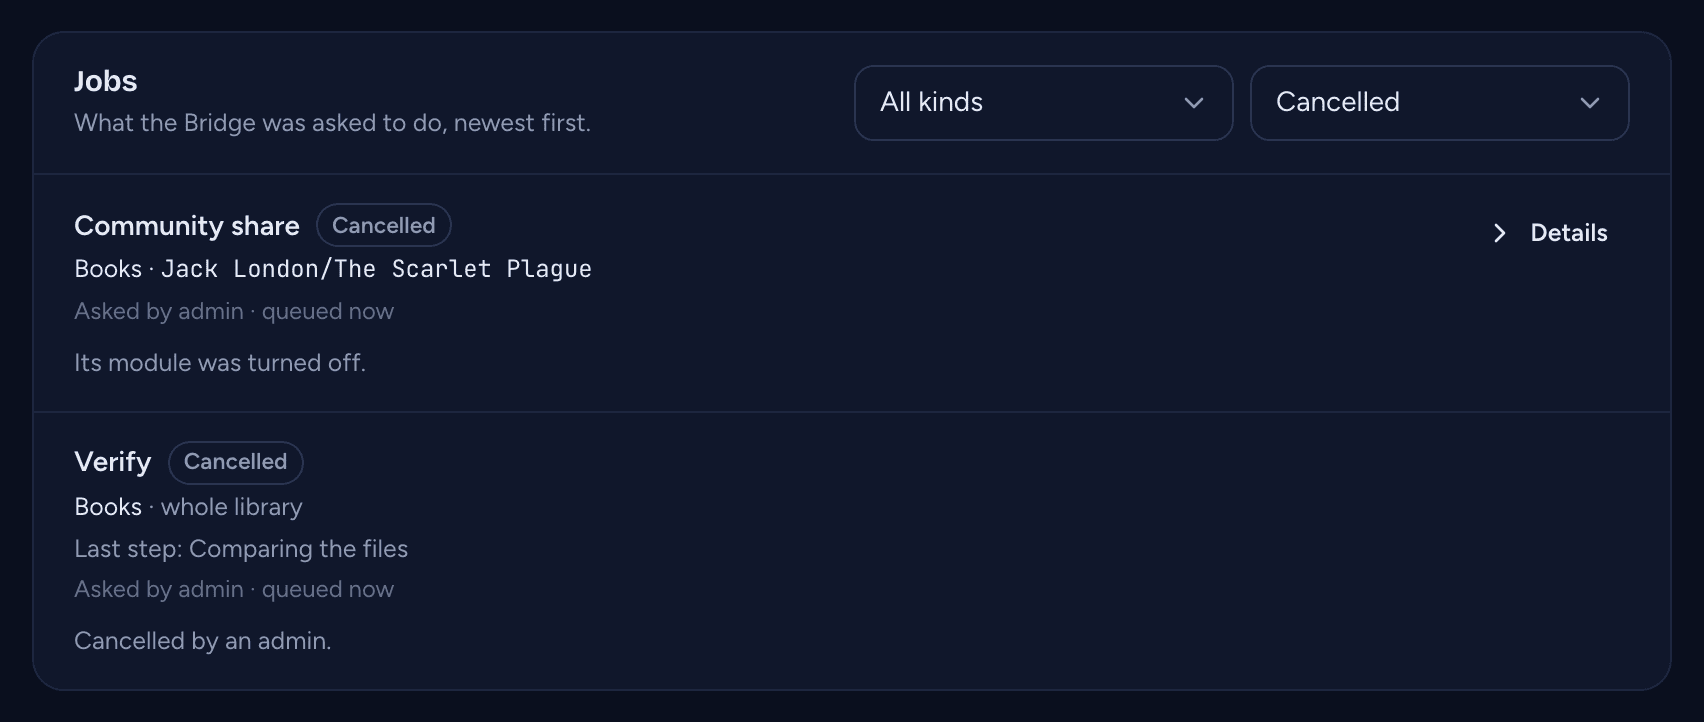 Jobs
What the Bridge was asked to do, newest first.
All kinds
Cancelled
Community share Cancelled
Details
Books · Jack London/The Scarlet Plague
Asked by admin · queued now
Its module was turned off.
Verify Cancelled
Books · whole library
Last step: Comparing the files
Asked by admin · queued now
Cancelled by an admin.